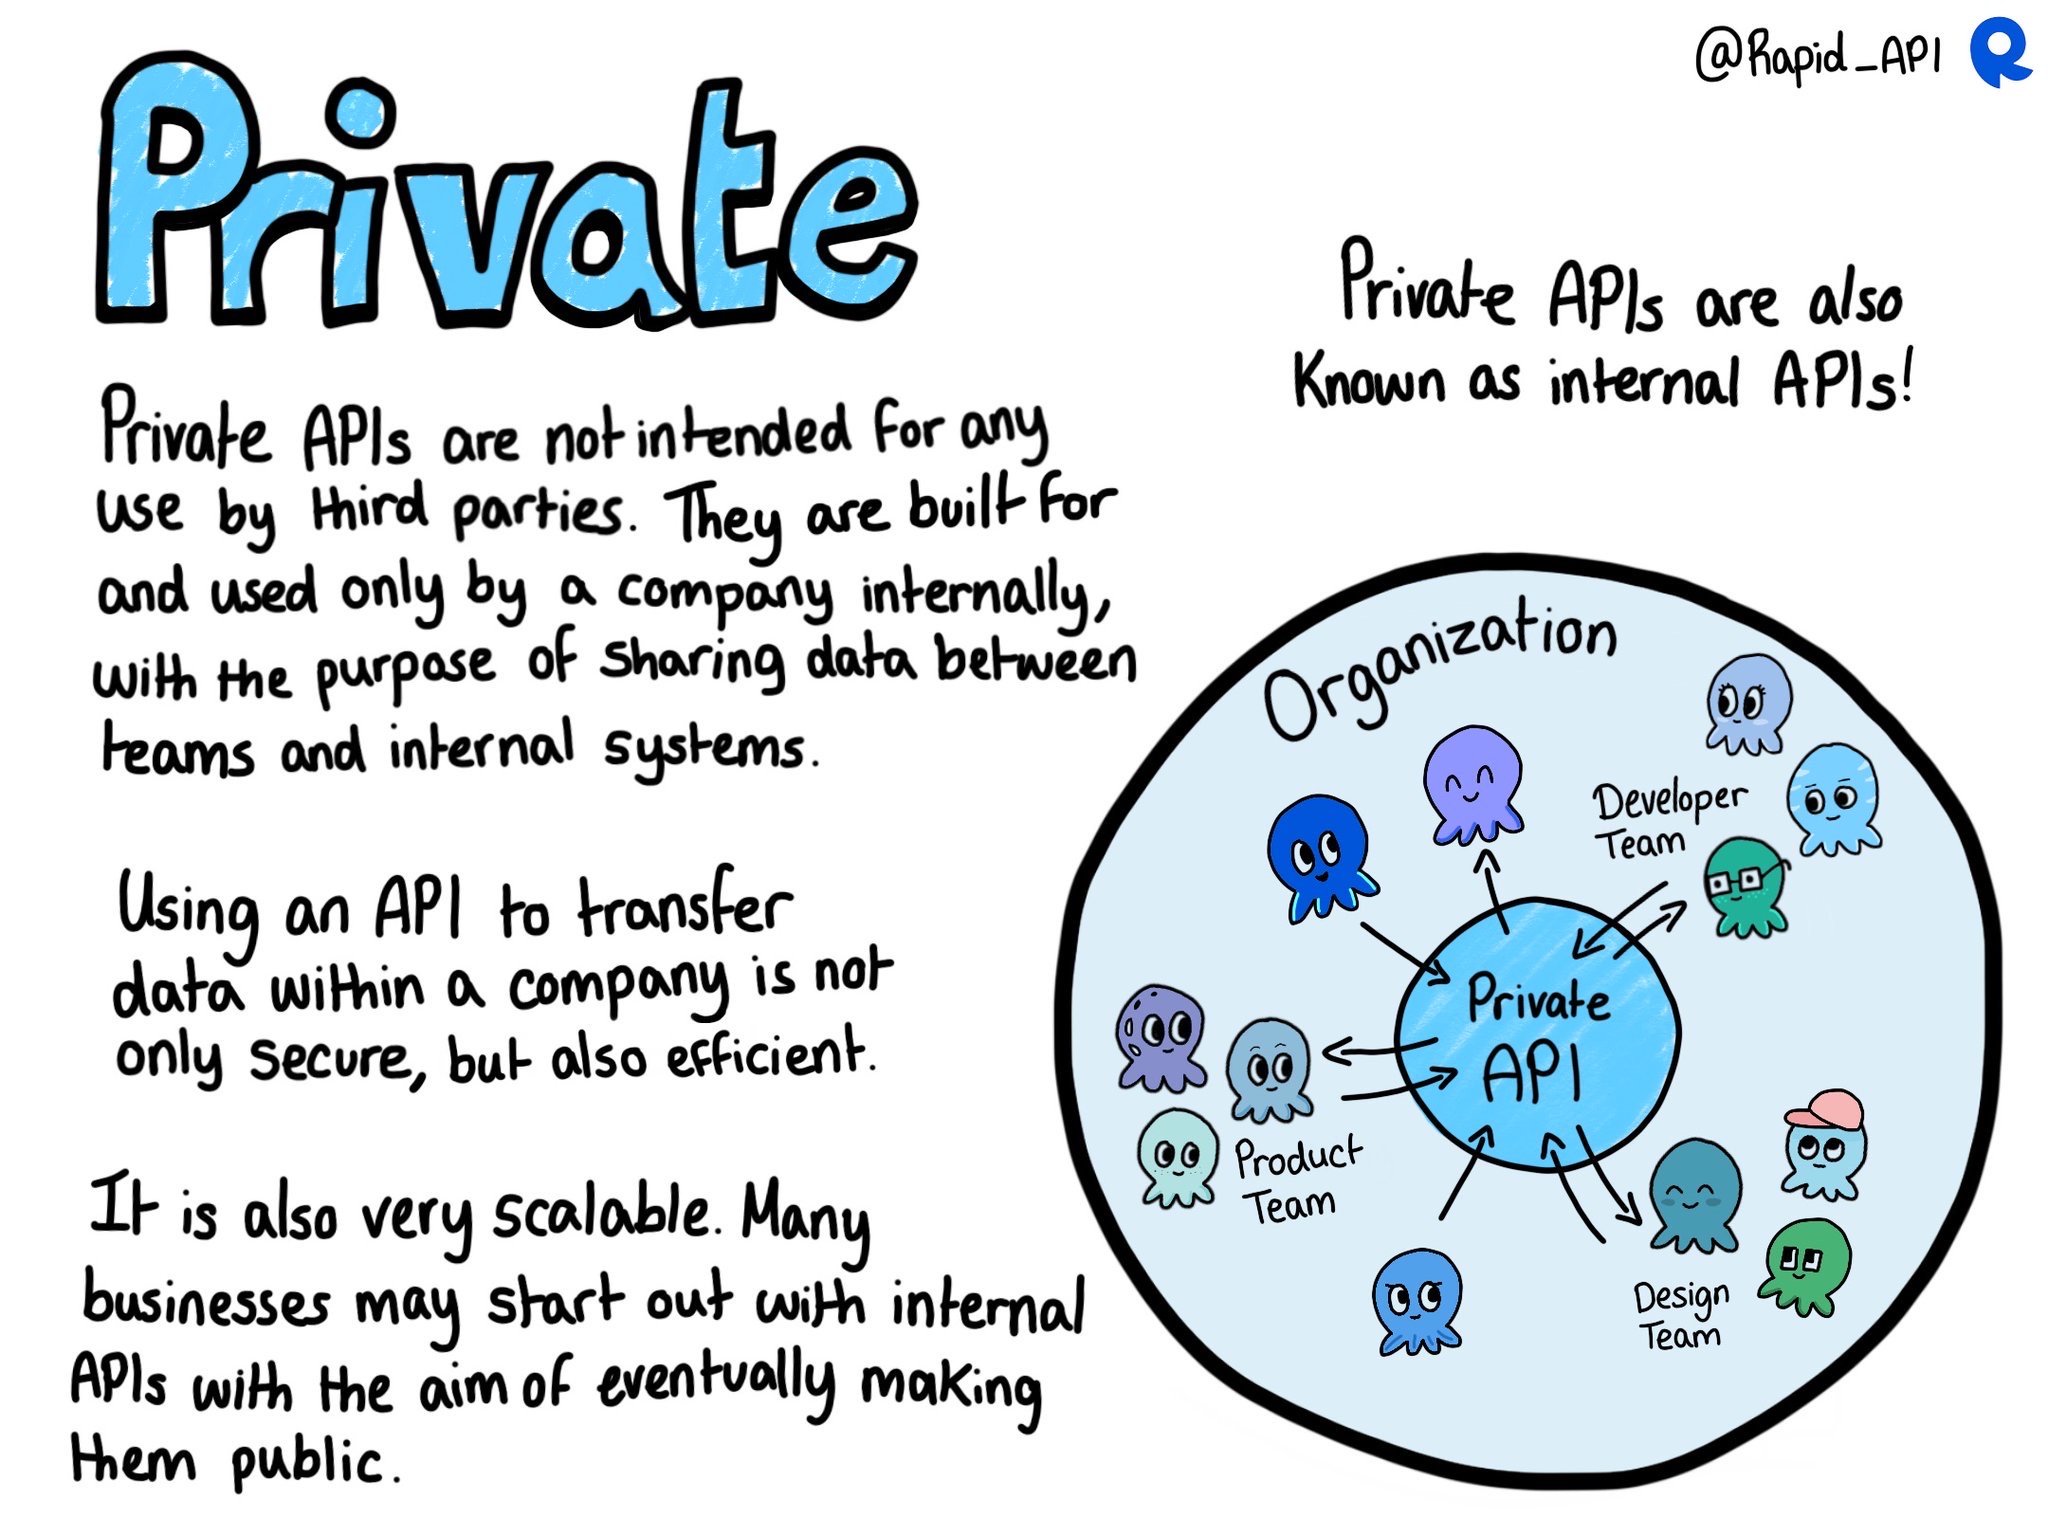 @Rapid_API
Private
Private APIs are also
Known as internal APIs!
Private APIs are not intended for any
use by third parties. They are built for
and used only by a company internally,
with the purpose of sharing data between
teams and internal systems.
Using an API to transfer
data within a company is not
only secure, but also efficient.
It is also very scalable. Many
businesses may start out with internal
APIs with the aim of eventually making
them public.
Organization
Developer
Team
Private
API
Product
Team
Design
Team